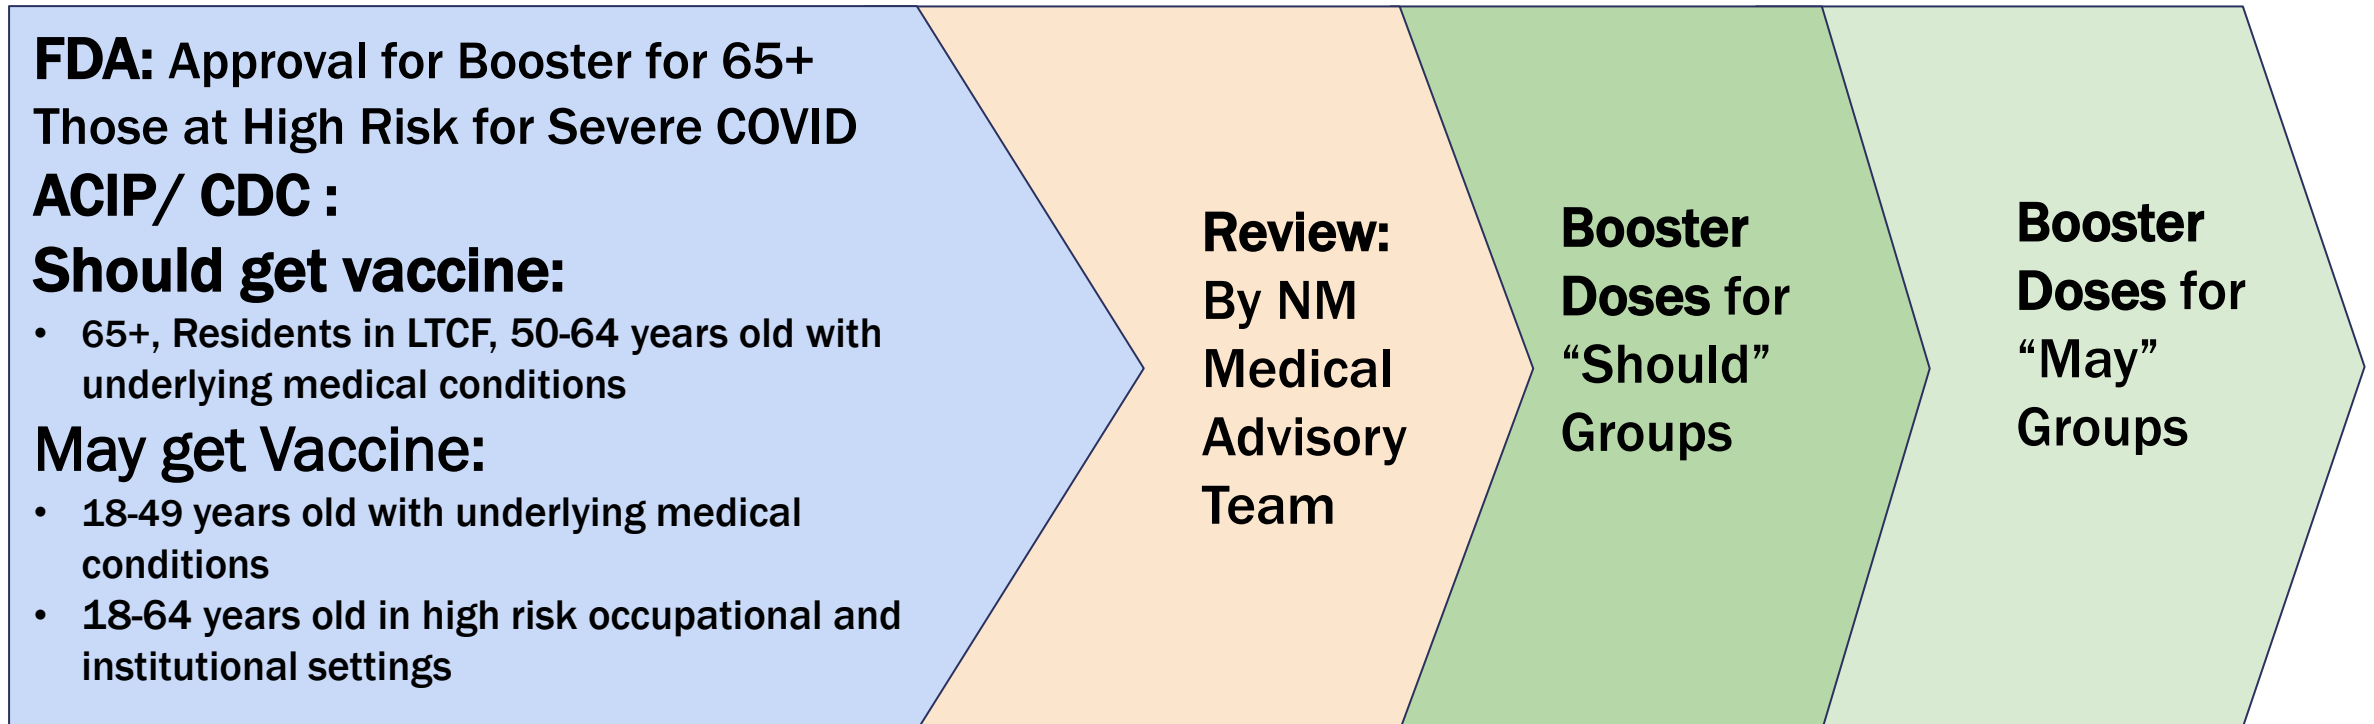 FDA: Approval for Booster for 65+
Those at High Risk for Severe COVID
ACIP/ CDC :
Should get vaccine:
• 65+, Residents in LTCF, 50-64 years old with
underlying medical conditions
May get Vaccine:
• 18-49 years old with underlying medical
conditions
• 18-64 years old in high risk occupational and
institutional settings
Review:
By NM
Medical
Advisory
Team
Booster
Doses for
“Should”
Groups
Booster
Doses for
“May”
Groups